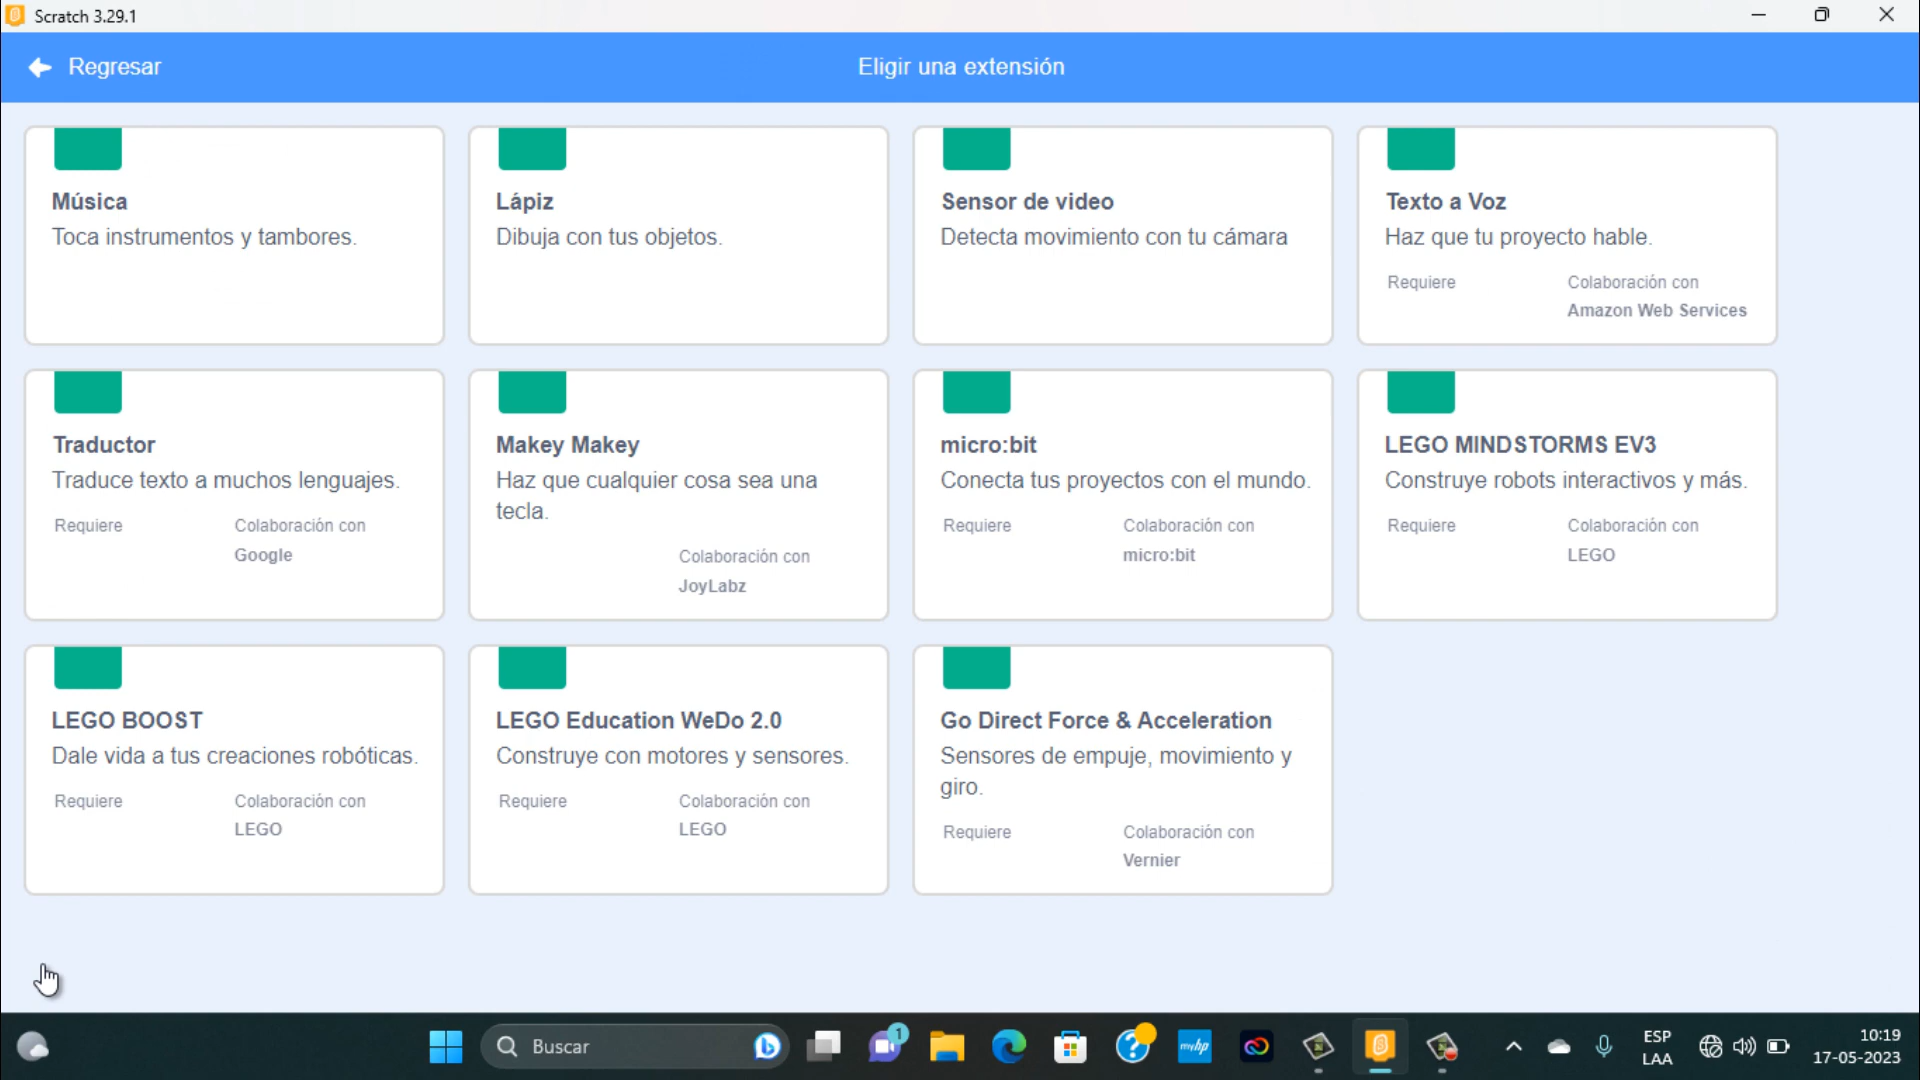 Scratch 3.29.1
Regresar
Eligir una extensión
Música
Toca instrumentos y tambores.
Lápiz
Dibuja con tus objetos.
Sensor de video
Detecta movimiento con tu cámara
Texto a Voz
Haz que tu proyecto hable.
Requiere
Colaboración con
Amazon Web Services
Traductor
Traduce texto a muchos lenguajes.
Requiere
Colaboración con
Google
Makey Makey
Haz que cualquier cosa sea una
tecla.
Colaboración con
JoyLabz
micro:bit
Conecta tus proyectos con el mundo.
Requiere
Colaboración con
micro:bit
LEGO MINDSTORMS EV3
Construye robots interactivos y más.
Requiere
Colaboración con
LEGO
LEGO BOOST
Dale vida a tus creaciones robóticas.
Requiere
Colaboración con
LEGO
LEGO Education WeDo 2.0
Construye con motores y sensores.
Requiere
Colaboración con
LEGO
Go Direct Force & Acceleration
Sensores de empuje, movimiento y
giro.
Requiere
Colaboración con
Vernier
Buscar
1
myhp
ESP
LAA
10:19
17-05-2023